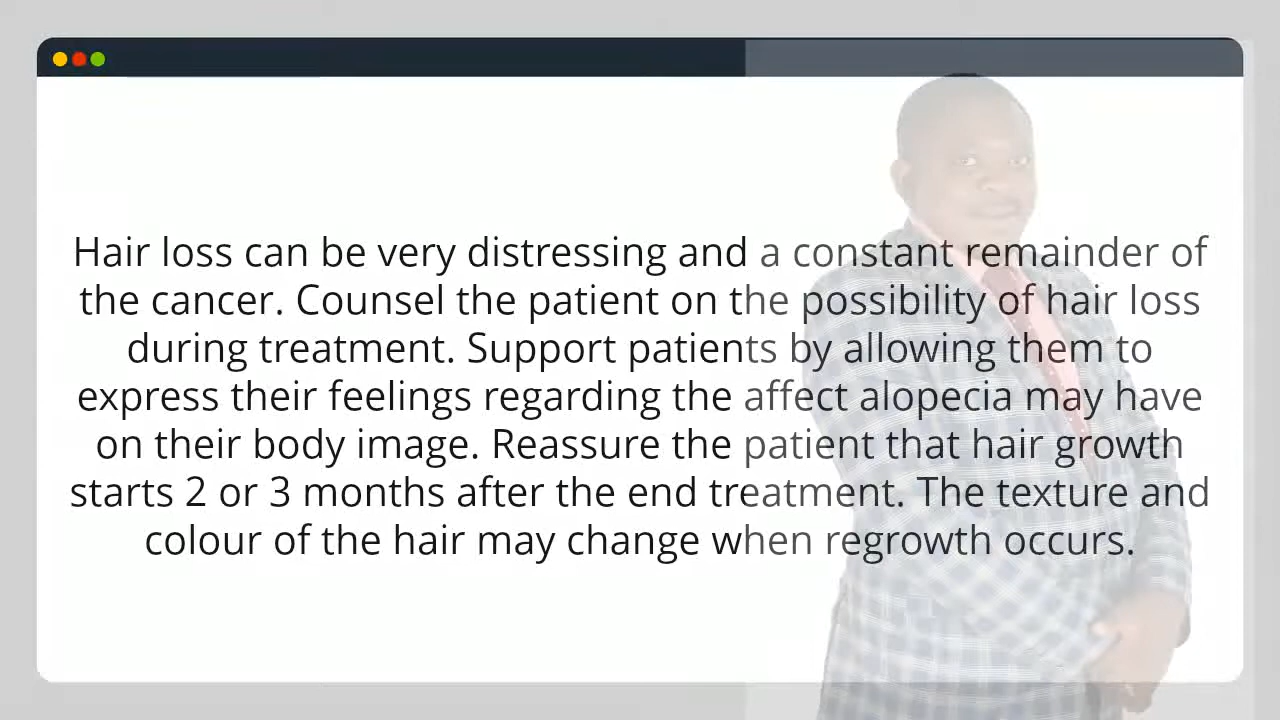 Hair loss can be very distressing and a constant remainder of
the cancer. Counsel the patient on the possibility of hair loss
during treatment. Support patients by allowing them to
express their feelings regarding the affect alopecia may have
on their body image. Reassure the patient that hair growth
starts 2 or 3 months after the end treatment. The texture and
colour of the hair may change when regrowth occurs.